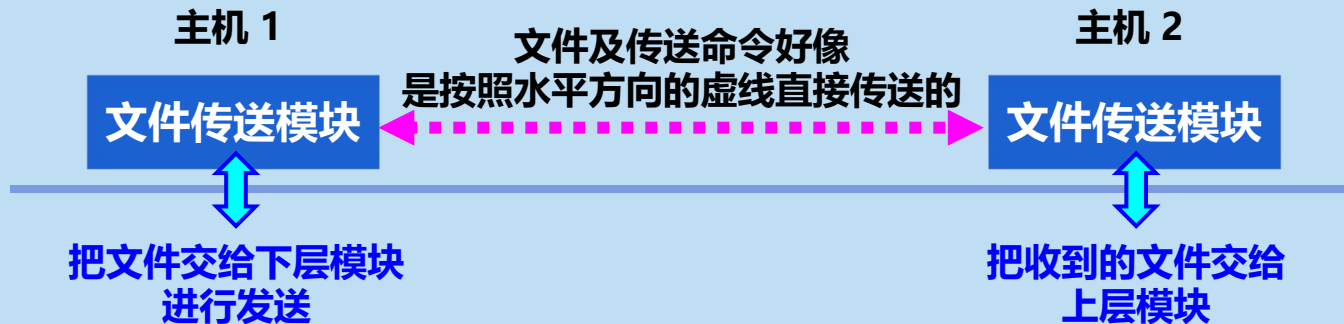 主机 1
文件及传送命令好像
是按照水平方向的虚线直接传送的
主机 2
文件传送模块
文件传送模块
把文件交给下层模块
进行发送
把收到的文件交给
上层模块